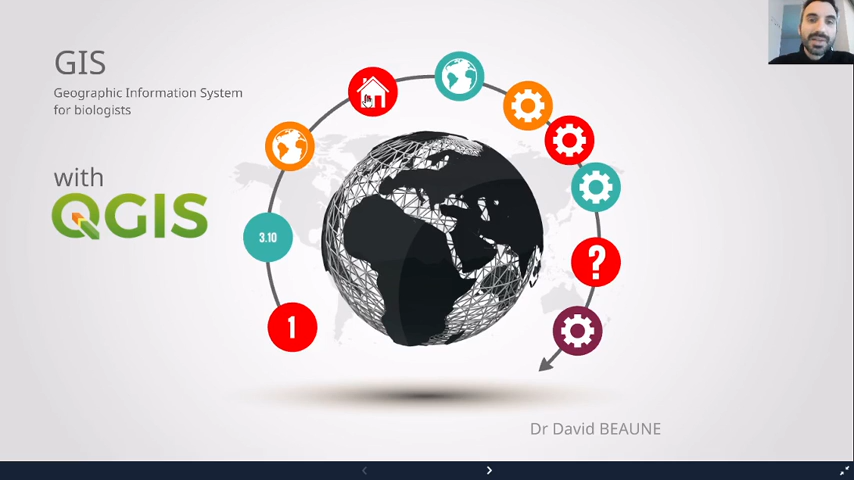 GIS
Geographic Information System
for biologists
with
QGIS
3.10
1
?
Dr David BEAUNE